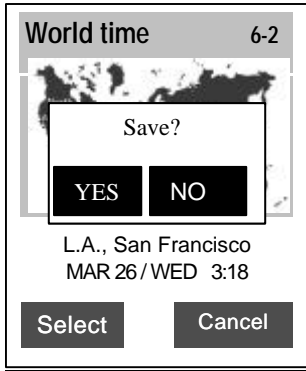 World time 6-2
Save?
YES NO
L.A., San Francisco
MAR 26 / WED 3:18
Select Cancel